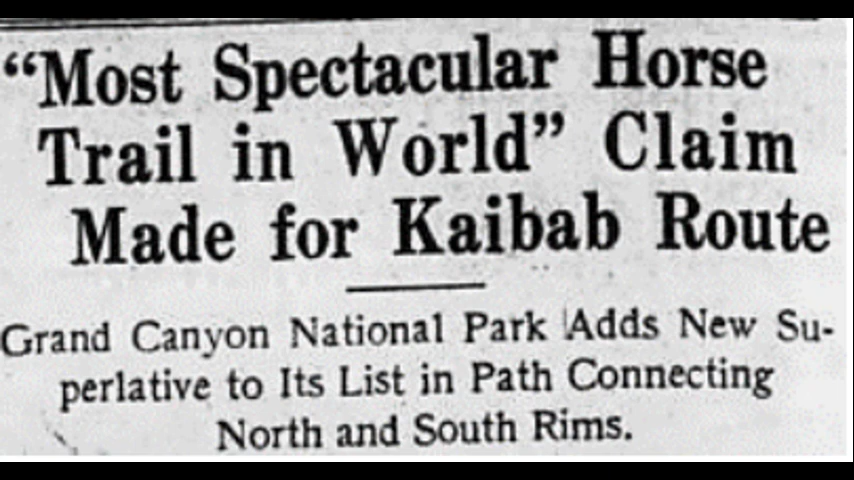 “Most Spectacular Horse
Trail in World” Claim
Made for Kaibab Route
Grand Canyon National Park Adds New Su-
perlative to Its List in Path Connecting
North and South Rims.